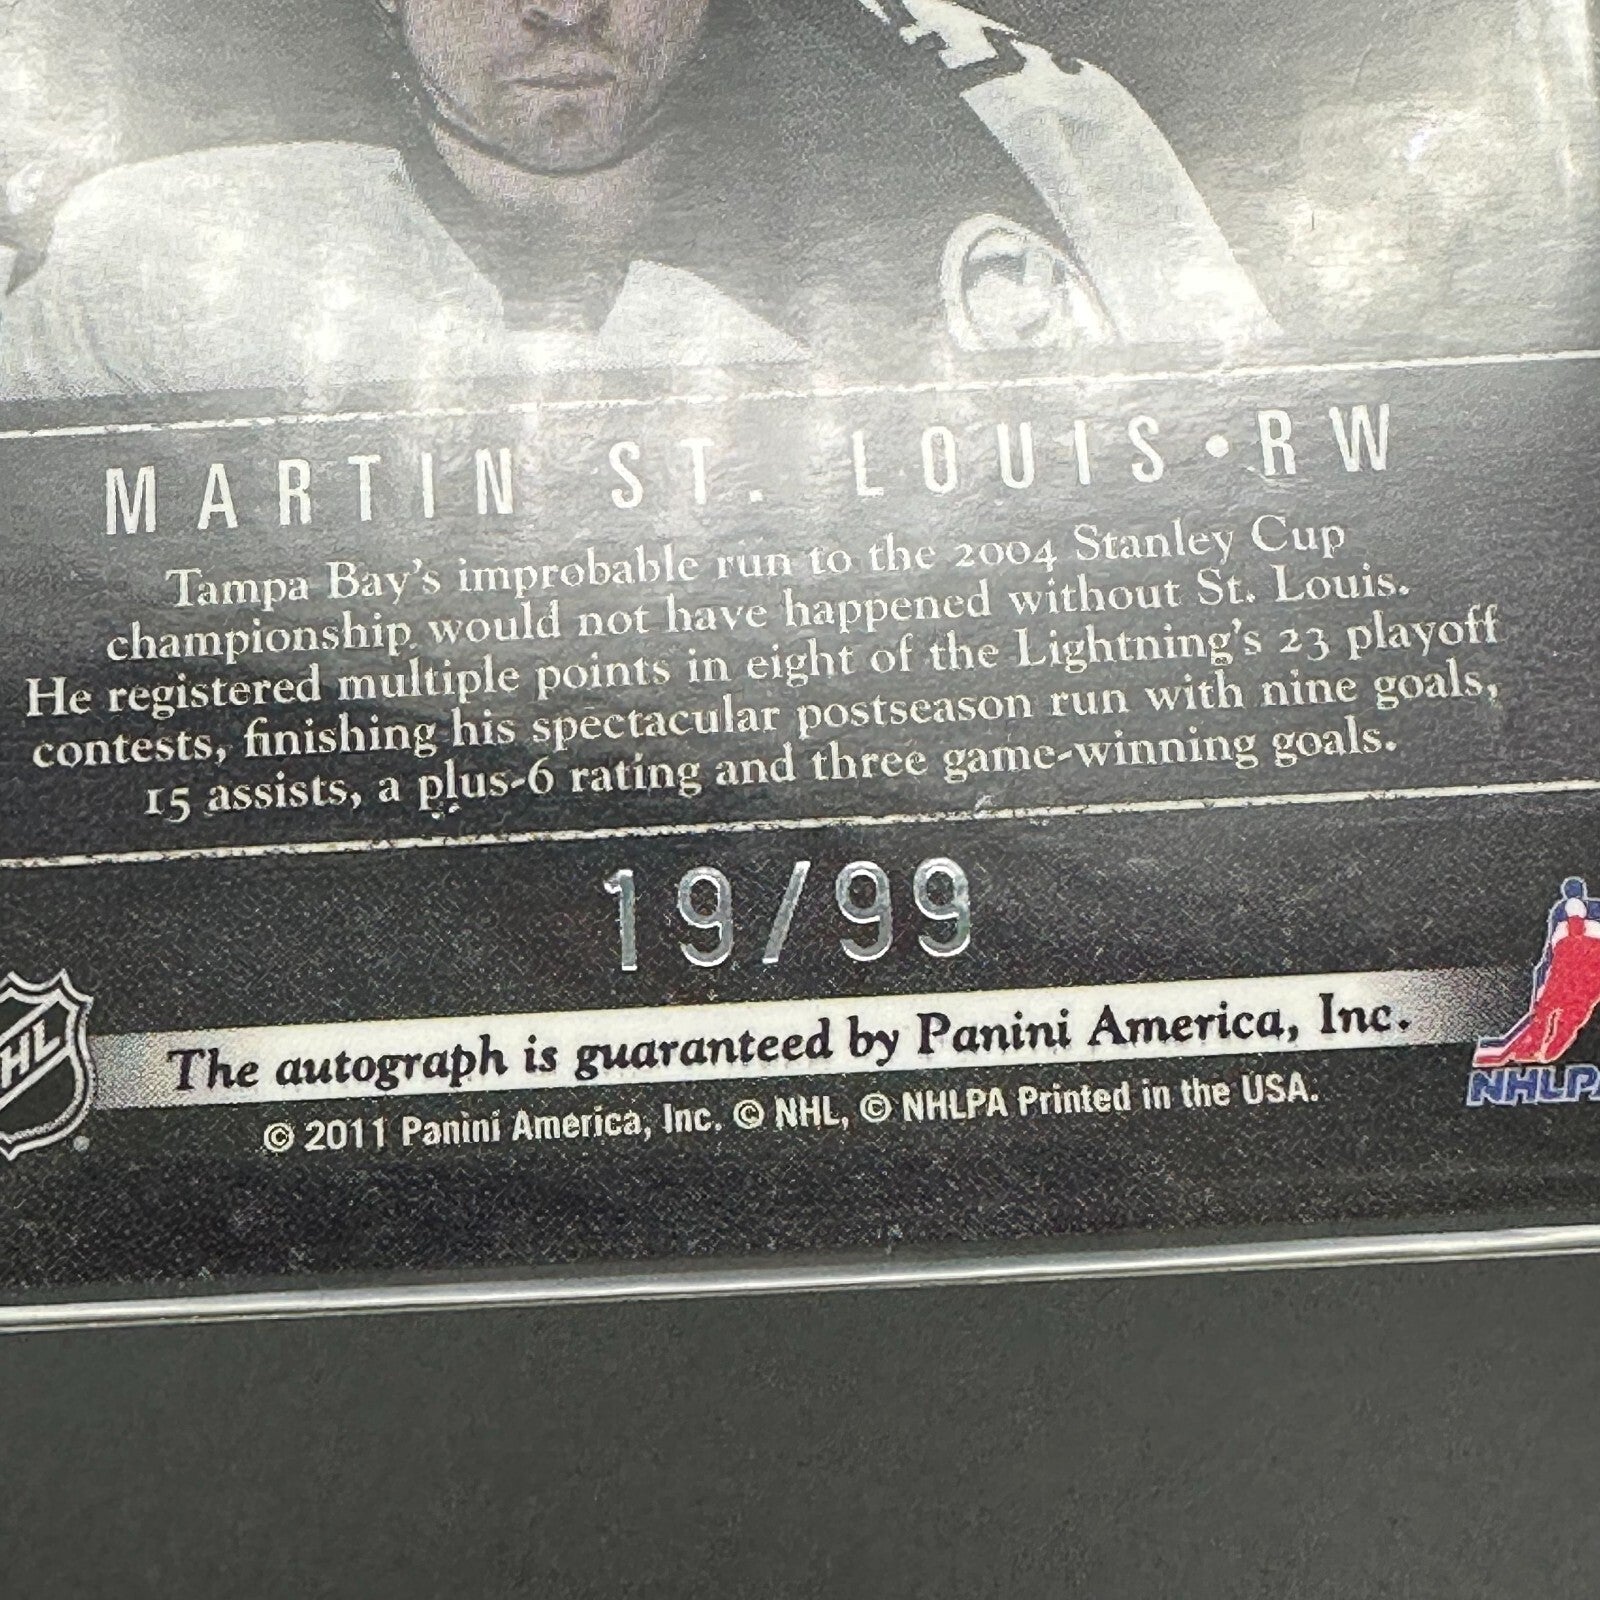 MARTIN ST. LOUIS • RW
Tampa Bay's improbable run to the 2004 Stanley Cup
championship would not have happened without St. Louis.
He registered multiple points in eight of the Lightning's 23 playoff
contests, finishing his spectacular postseason run with nine goals,
15 assists, a plus-6 rating and three game-winning goals.
19/99
The autograph is guaranteed by Panini America, Inc.
© 2011 Panini America, Inc. © NHL, © NHLPA Printed in the USA.
NHL
NHLPA